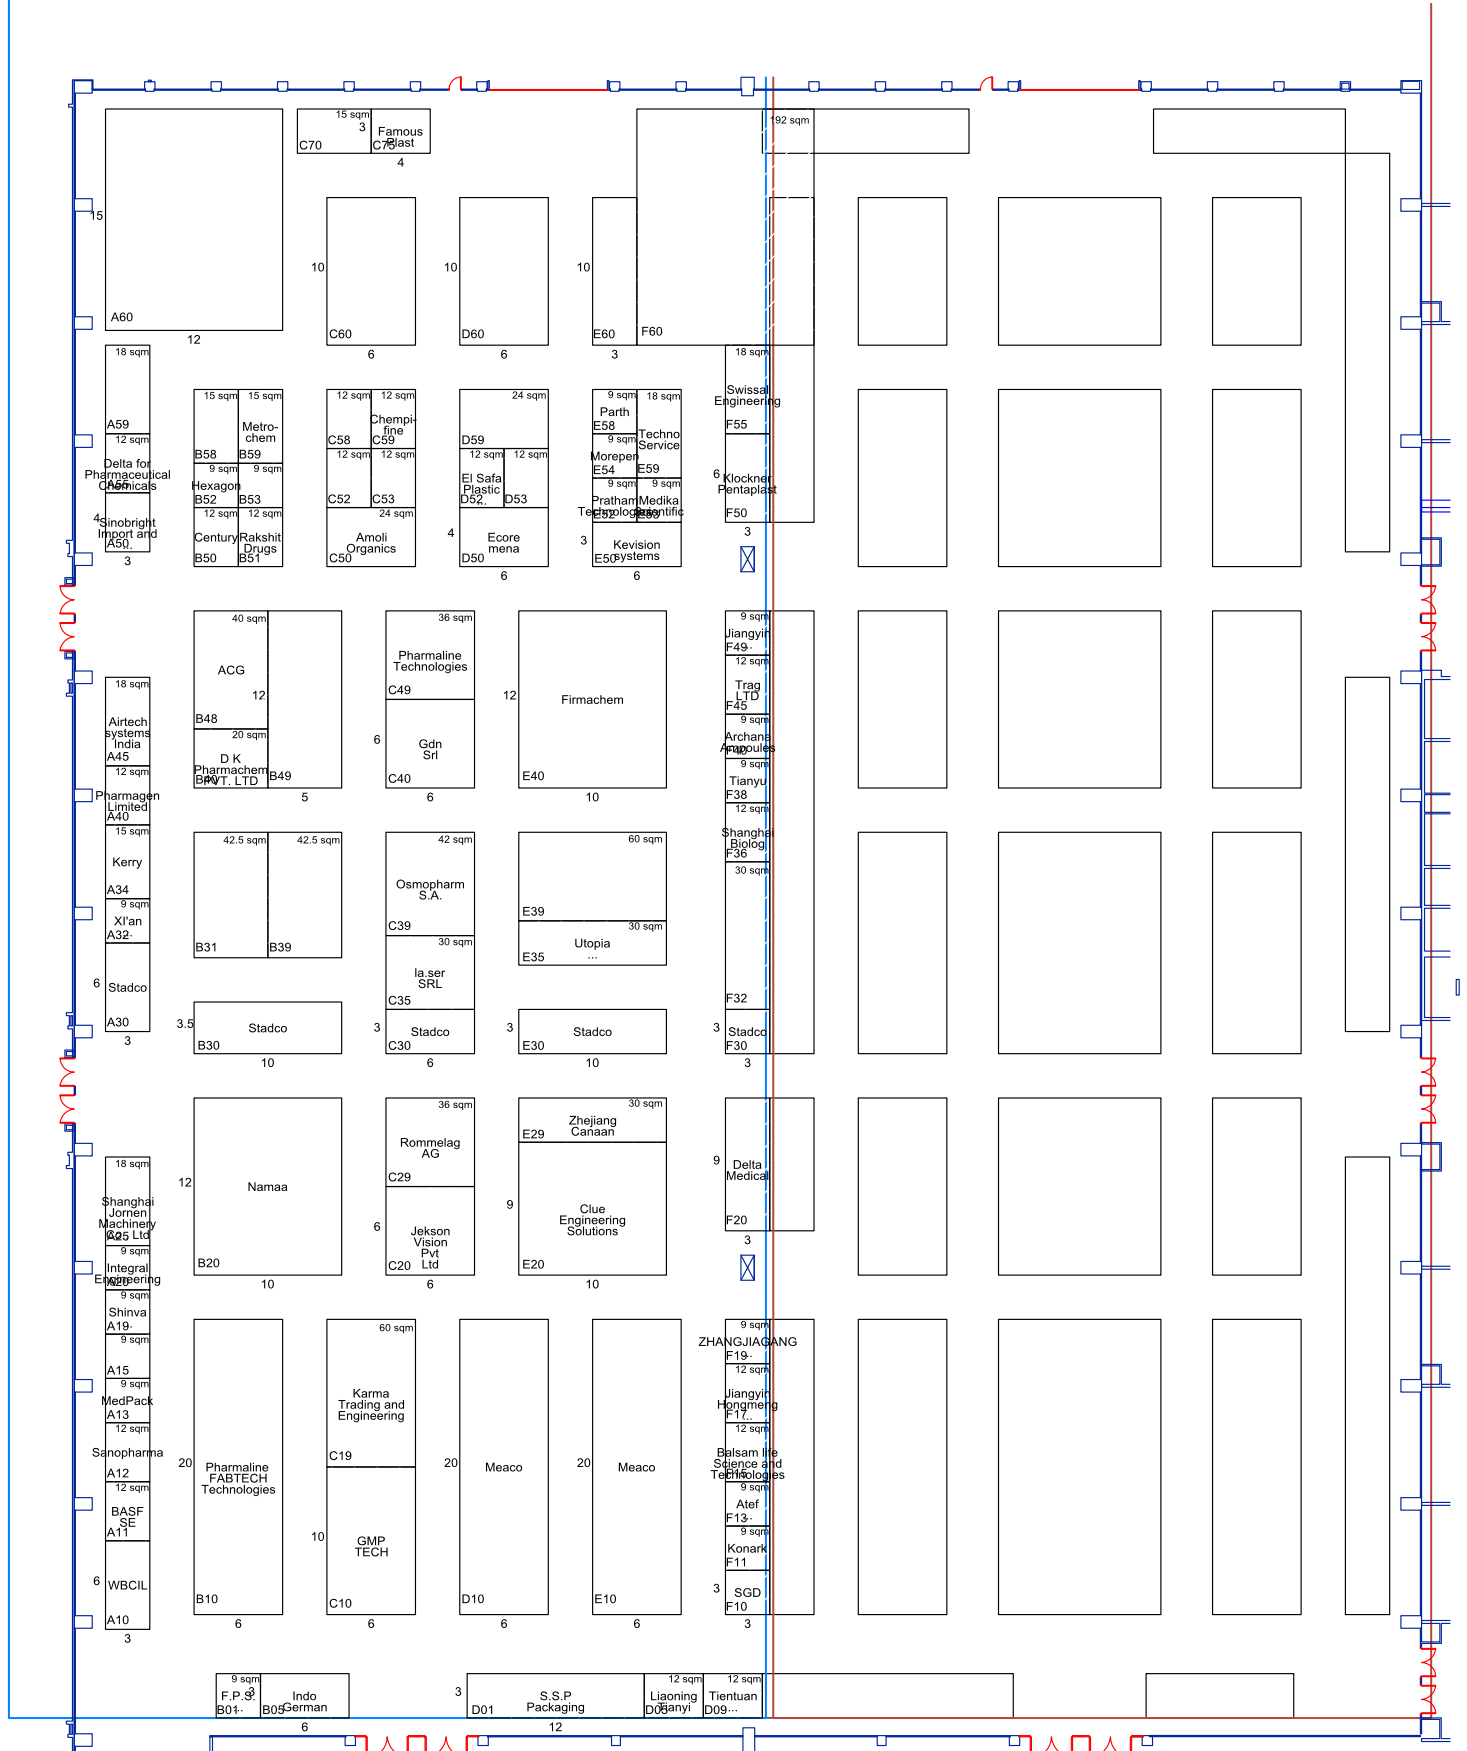 15 sqm
3
Famous
Plast
C70
C75
4
192 sqm
15
A60
12
10
C60
6
10
D60
6
10
E60
3
F60
18 sqm
A59
12 sqm
Delta for
Pharmaceutical
Chemicals
A55
4
Sinobright
Import and
...
A50
3
15 sqm
B58
15 sqm
Metro-
chem
B59
9 sqm
Hexagon
B52
9 sqm
B53
12 sqm
Century
B50
12 sqm
Rakshit
Drugs
B51
12 sqm
C58
12 sqm
Chempi-
fine
C59
12 sqm
C52
12 sqm
C53
24 sqm
Amoli
Organics
C50
24 sqm
D59
12 sqm
El Safa
Plastic
...
D52
12 sqm
D53
4
Ecore
mena
D50
6
9 sqm
Parth
E58
18 sqm
Techno
Service
E59
9 sqm
Morepen
E54
9 sqm
Pratham
Technologies
E52
9 sqm
Medika
Scientific
E53
3
Kevision
systems
E50
6
18 sqm
Swissal
Engineering
F55
6
Klockner
Pentaplast
F50
3
18 sqm
Airtech
systems
India
A45
12 sqm
Pharmagen
Limited
A40
15 sqm
Kerry
A34
9 sqm
XI'an
...
A32
6
Stadco
A30
3
40 sqm
ACG
12
B48
20 sqm
D K
Pharmachem
PVT. LTD
B40
B49
5
36 sqm
Pharmaline
Technologies
C49
6
Gdn
Srl
C40
6
12
Firmachem
E40
10
9 sqm
Jiangyin
...
F49
12 sqm
Trag
LTD
F45
9 sqm
Archana
Ampoules
F40
9 sqm
Tianyu
F38
12 sqm
Shanghai
Biolog
F36
30 sqm
F32
3
Stadco
F30
3
42.5 sqm
B31
42.5 sqm
B39
3.5
Stadco
B30
10
42 sqm
Osmopharm
S.A.
C39
30 sqm
la.ser
SRL
C35
3
Stadco
C30
6
60 sqm
E39
30 sqm
Utopia
...
E35
3
Stadco
E30
10
18 sqm
Shanghai
Jornen
Machinery
Co., Ltd
A25
9 sqm
Integral
Engineering
A20
9 sqm
Shinva
...
A19
9 sqm
A15
9 sqm
MedPack
A13
12 sqm
Sanopharma
A12
12 sqm
BASF
SE
A11
6
WBCIL
A10
3
12
Namaa
B20
10
36 sqm
Rommelag
AG
C29
6
Jekson
Vision
Pvt
Ltd
C20
6
30 sqm
Zhejiang
Canaan
E29
9
Clue
Engineering
Solutions
E20
10
9
Delta
Medical
F20
3
20
Pharmaline
FABTECH
Technologies
B10
6
60 sqm
Karma
Trading and
Engineering
C19
10
GMP
TECH
C10
6
20
Meaco
D10
6
20
Meaco
E10
6
9 sqm
ZHANGJIAGANG
...
F19
12 sqm
Jiangyin
Hongmeng
...
F17
12 sqm
Balsam life
Science and
Technologies
F15
9 sqm
Atef
...
F13
9 sqm
Konark
F11
3
SGD
F10
3
9 sqm
F.P.S.
...
B01
3
Indo
German
B05
6
3
S.S.P
Packaging
D01
12
12 sqm
Liaoning
Tianyi
D05
12 sqm
Tientuan
...
D09